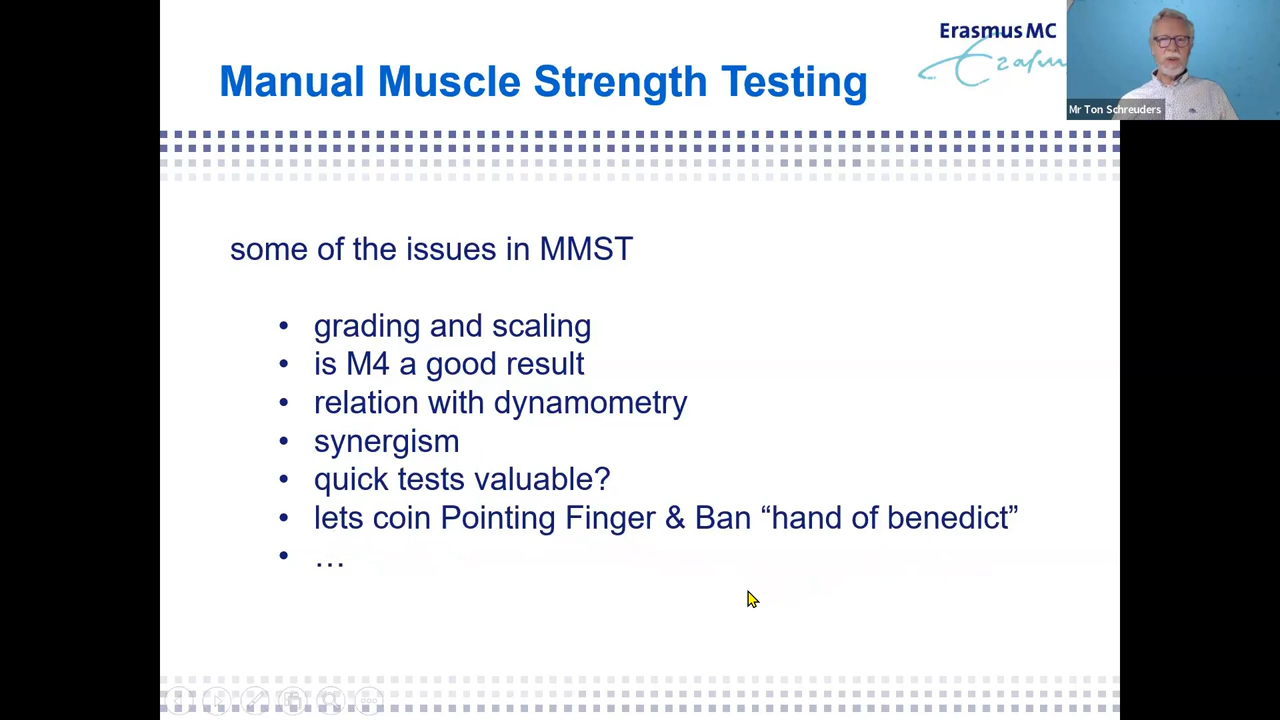 Erasmus MC
Erasmus
Manual Muscle Strength Testing
Mr Ton Schreuders
some of the issues in MMST
• grading and scaling
• is M4 a good result
• relation with dynamometry
• synergism
• quick tests valuable?
• lets coin Pointing Finger & Ban “hand of benedict”
• …